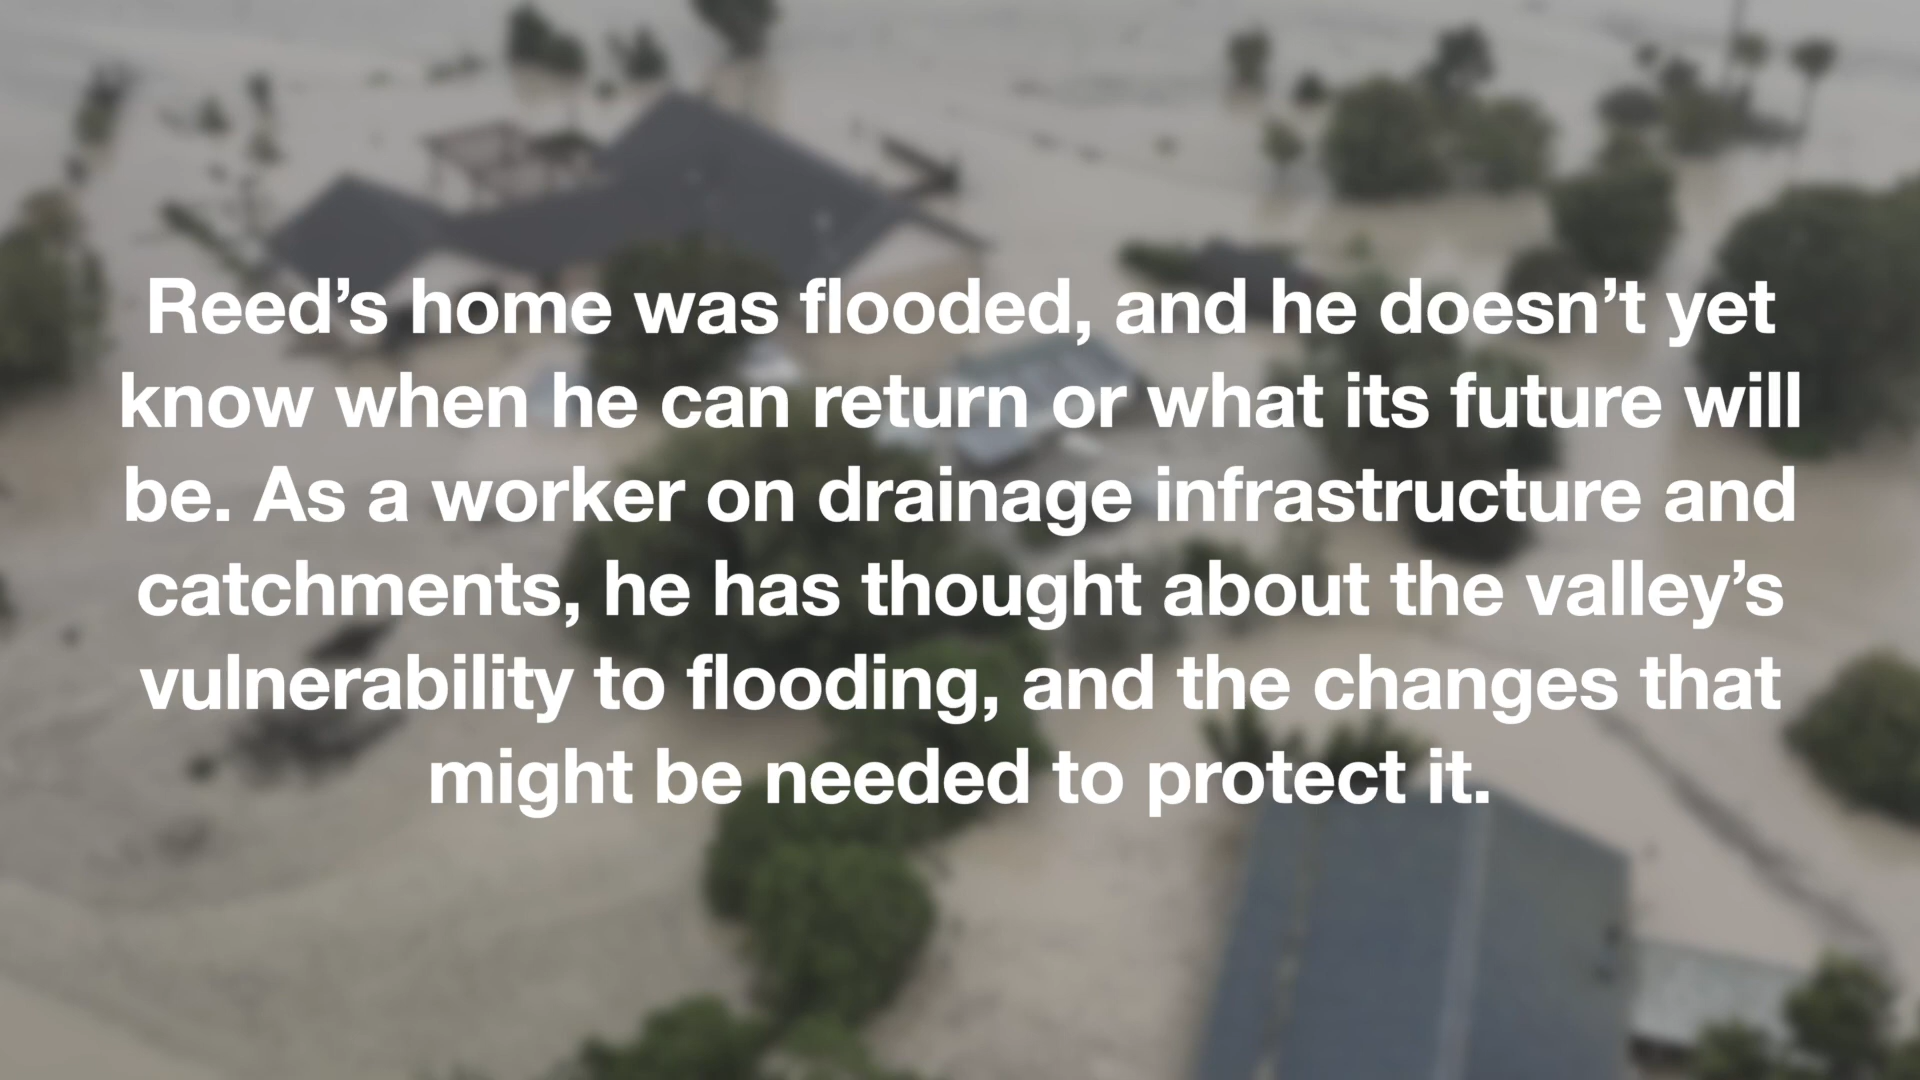 Reed’s home was flooded, and he doesn’t yet
know when he can return or what its future will
be. As a worker on drainage infrastructure and
catchments, he has thought about the valley’s
vulnerability to flooding, and the changes that
might be needed to protect it.